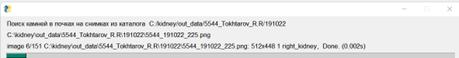 Поиск камней в почках на снимках из каталога C:/kidney/out_data/5544_Tokhtarov_R.R/191022
C:\kidney\out_data\5544_Tokhtarov_R.R\191022\5544_191022_225.png
image 6/151 C:\kidney\out_data\5544_Tokhtarov_R.R\191022\5544_191022_225.png: 512x448 1 right_kidney, Done. (0.002s)